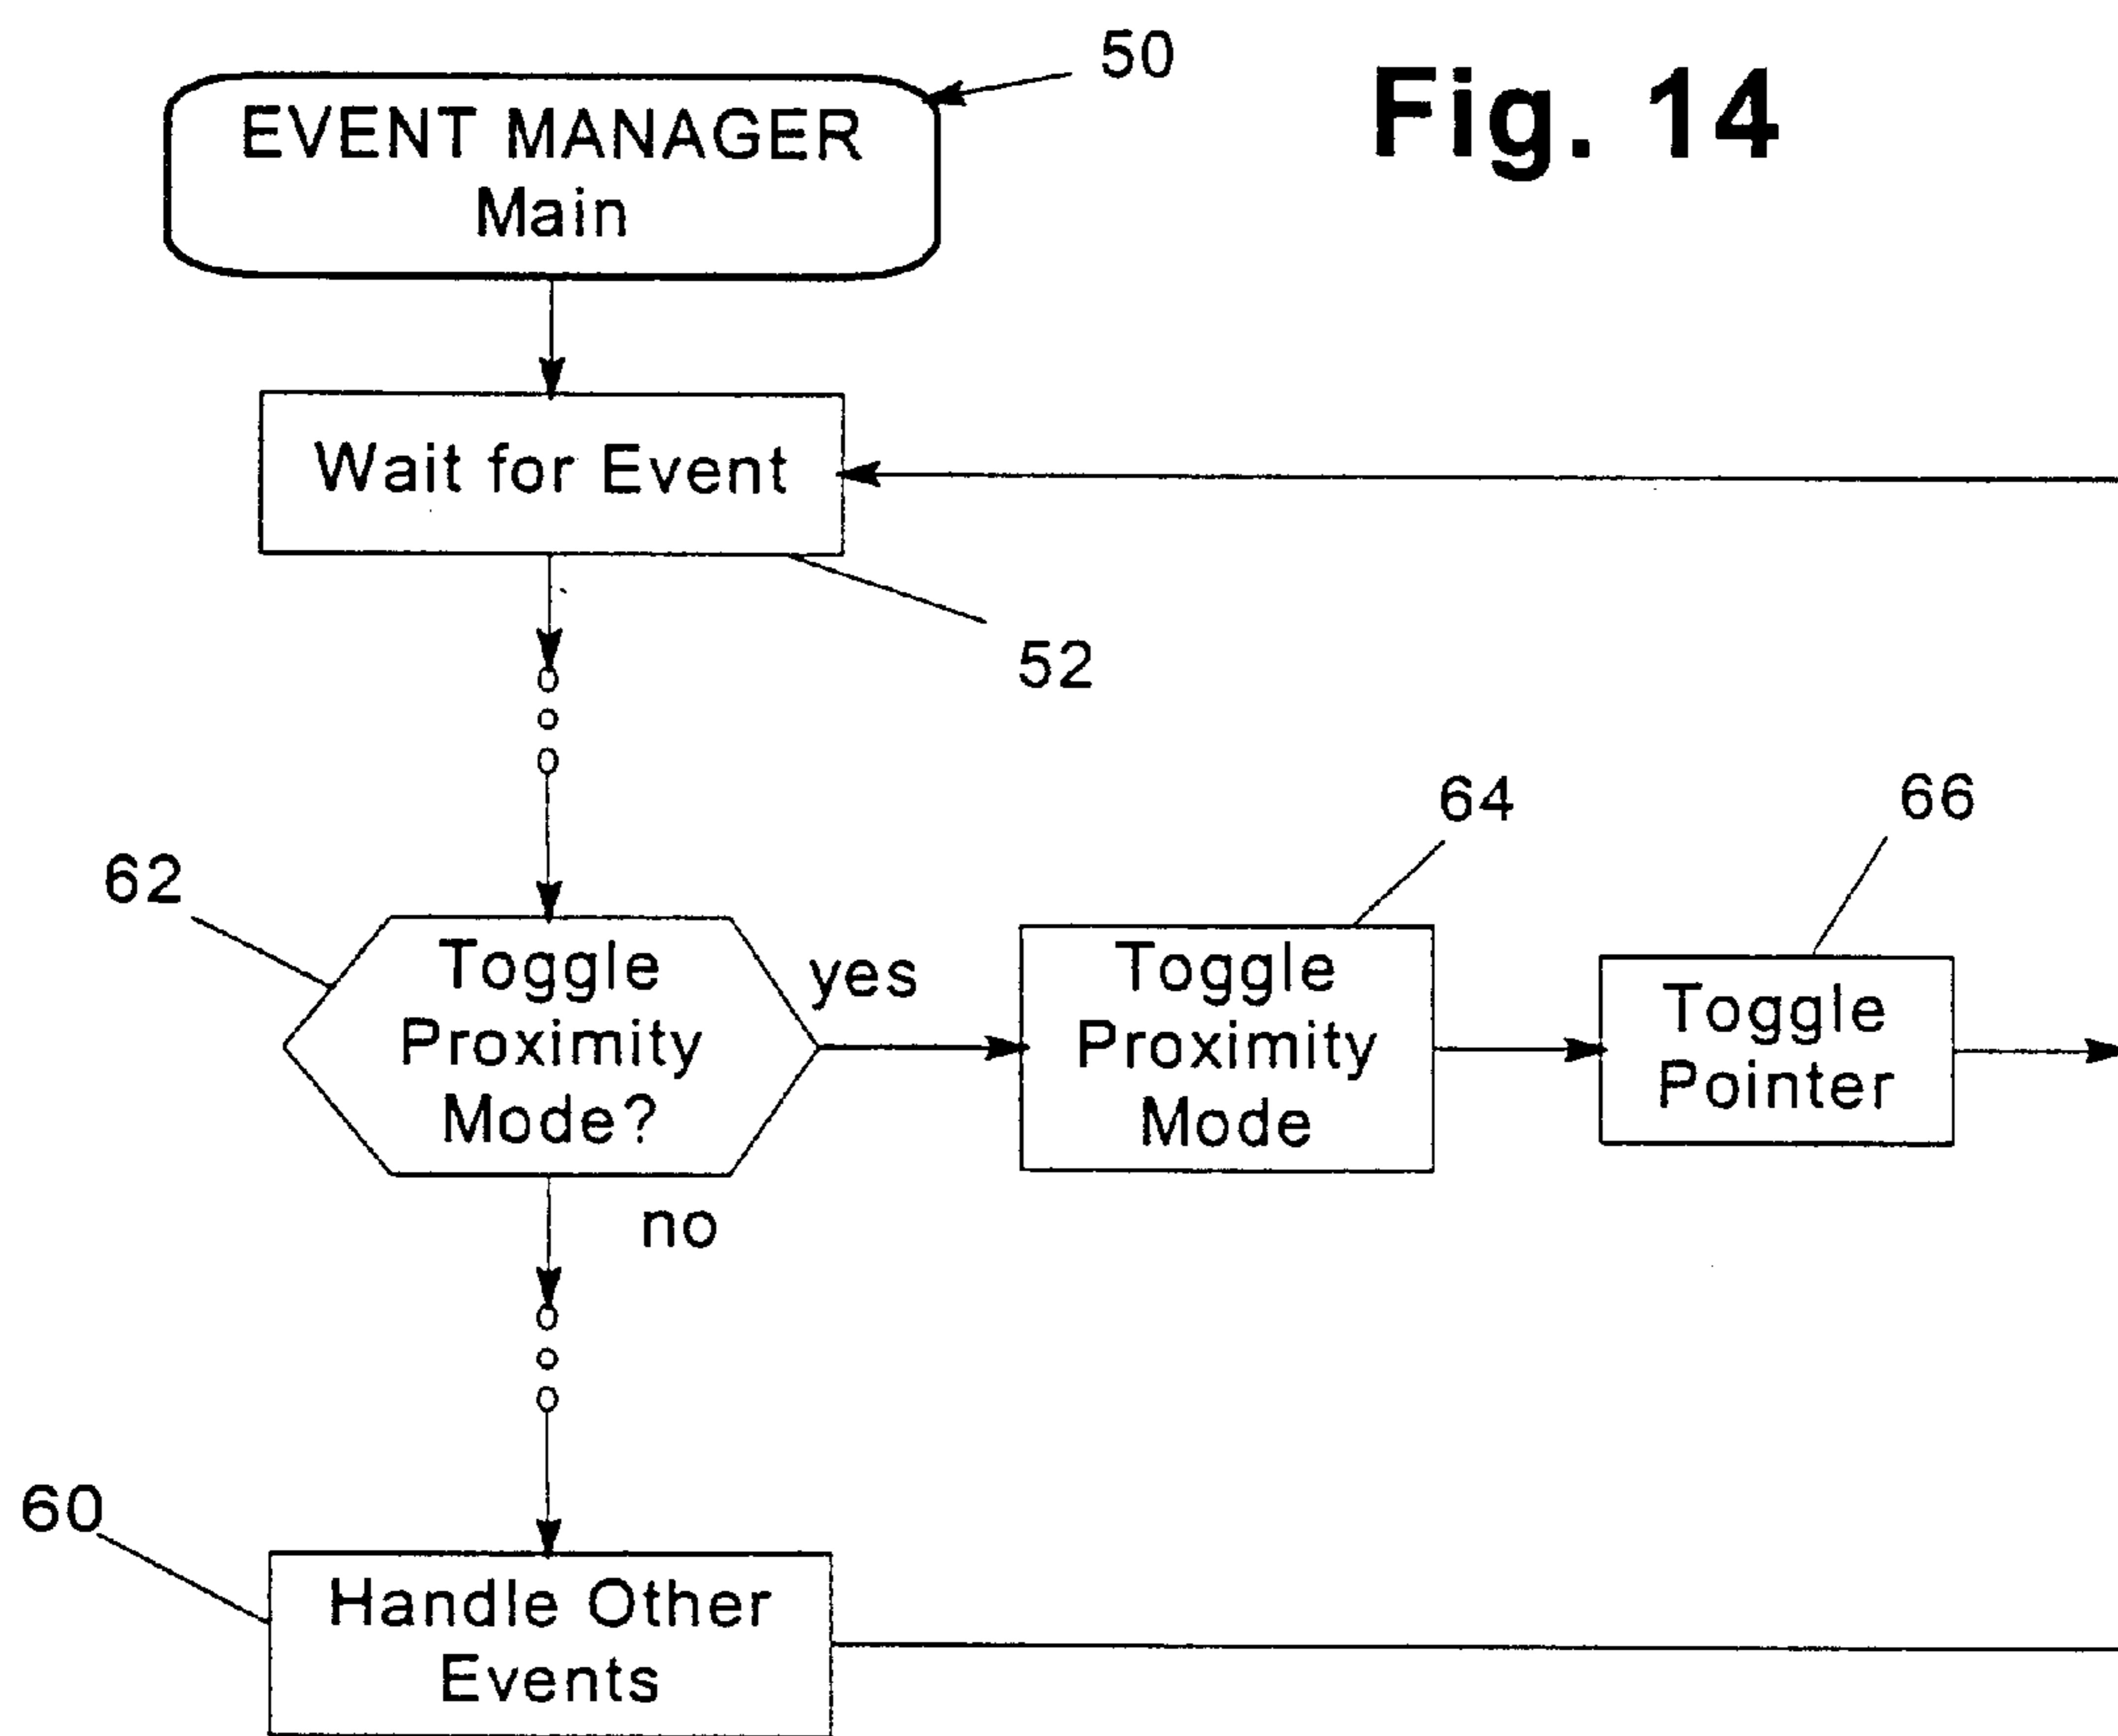 50
Fig. 14
EVENT MANAGER
Main
Wait for Event
52
64
66
62
Toggle
Proximity
Mode?
yes
Toggle
Proximity
Mode
Toggle
Pointer
no
60
Handle Other
Events